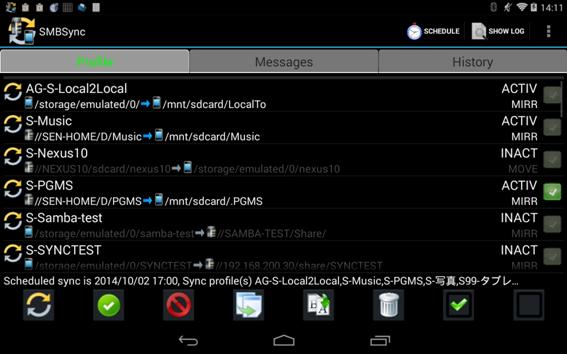 14:11
SMBSync
SCHEDULE
SHOW LOG
Profile
Messages
History
AG-S-Local2Local
ACTIV
/storage/emulated/0/ /mnt/sdcard/LocalTo
MIRR
S-Music
ACTIV
//SEN-HOME/D/Music /mnt/sdcard/Music
MIRR
S-Nexus10
INACT
//NEXUS10/sdcard/nexus10 /storage/emulated/0/nexus10
MOVE
S-PGMS
ACTIV
//SEN-HOME/D/PGMS /mnt/sdcard/.PGMS
MIRR
S-Samba-test
INACT
/storage/emulated/0/samba-test //SAMBA-TEST/Share/
MIRR
S-SYNCTEST
INACT
/storage/emulated/0/SYNCTEST //192.168.200.30/share/SYNCTEST
MIRR
Scheduled sync is 2014/10/02 17:00, Sync profile(s) AG-S-Local2Local,S-Music,S-PGMS,S-写真,S99-タブレ...